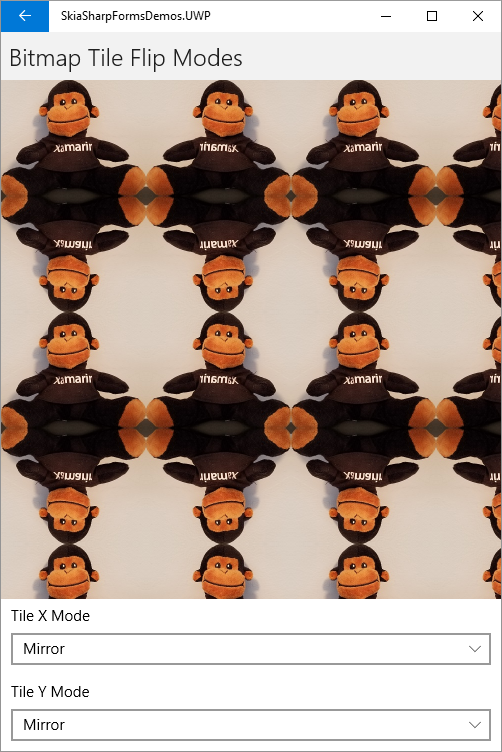 SkiaSharpFormsDemos.UWP
Bitmap Tile Flip Modes
xamarin xamarin xamarin
xamarin xamarin xamarin
xamarin xamarin xamarin
xamarin xamarin xamarin
Tile X Mode
Mirror
Tile Y Mode
Mirror